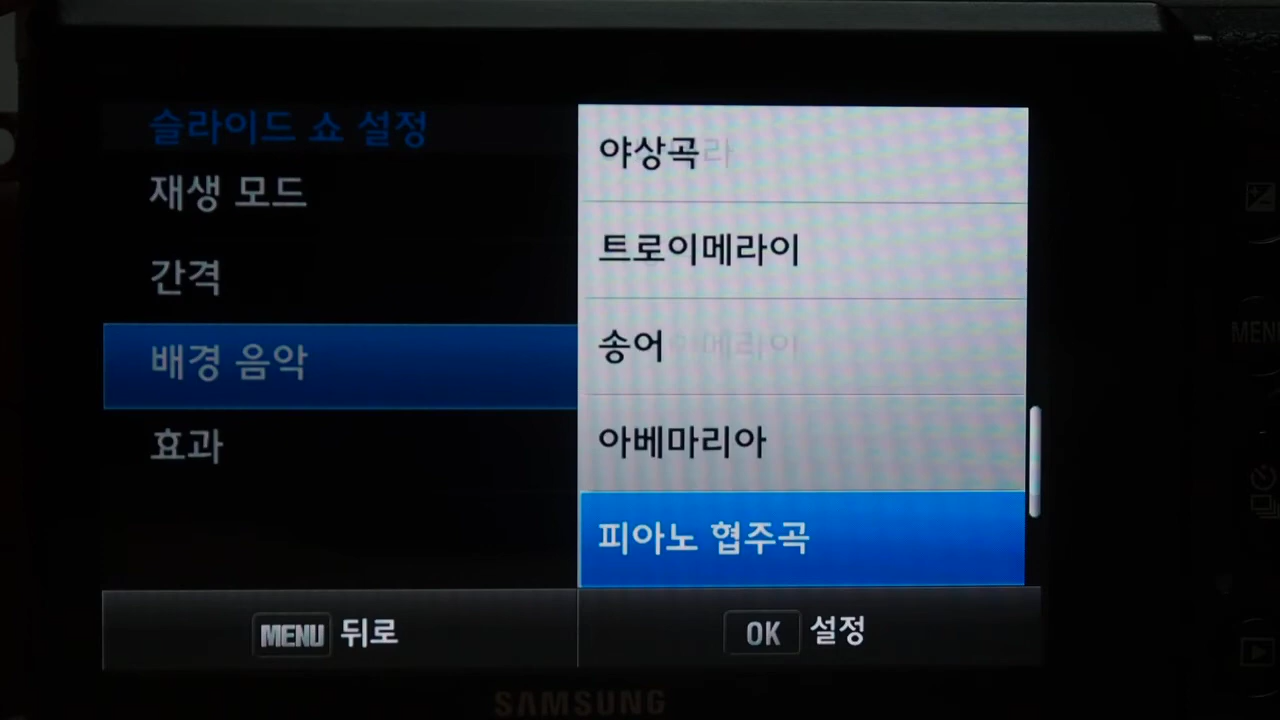 슬라이드 쇼 설정
재생 모드
간격
배경 음악
효과
야상곡
트로이메라이
송어
아베마리아
피아노 협주곡
MENU 뒤로
OK 설정
SAMSUNG
MENU